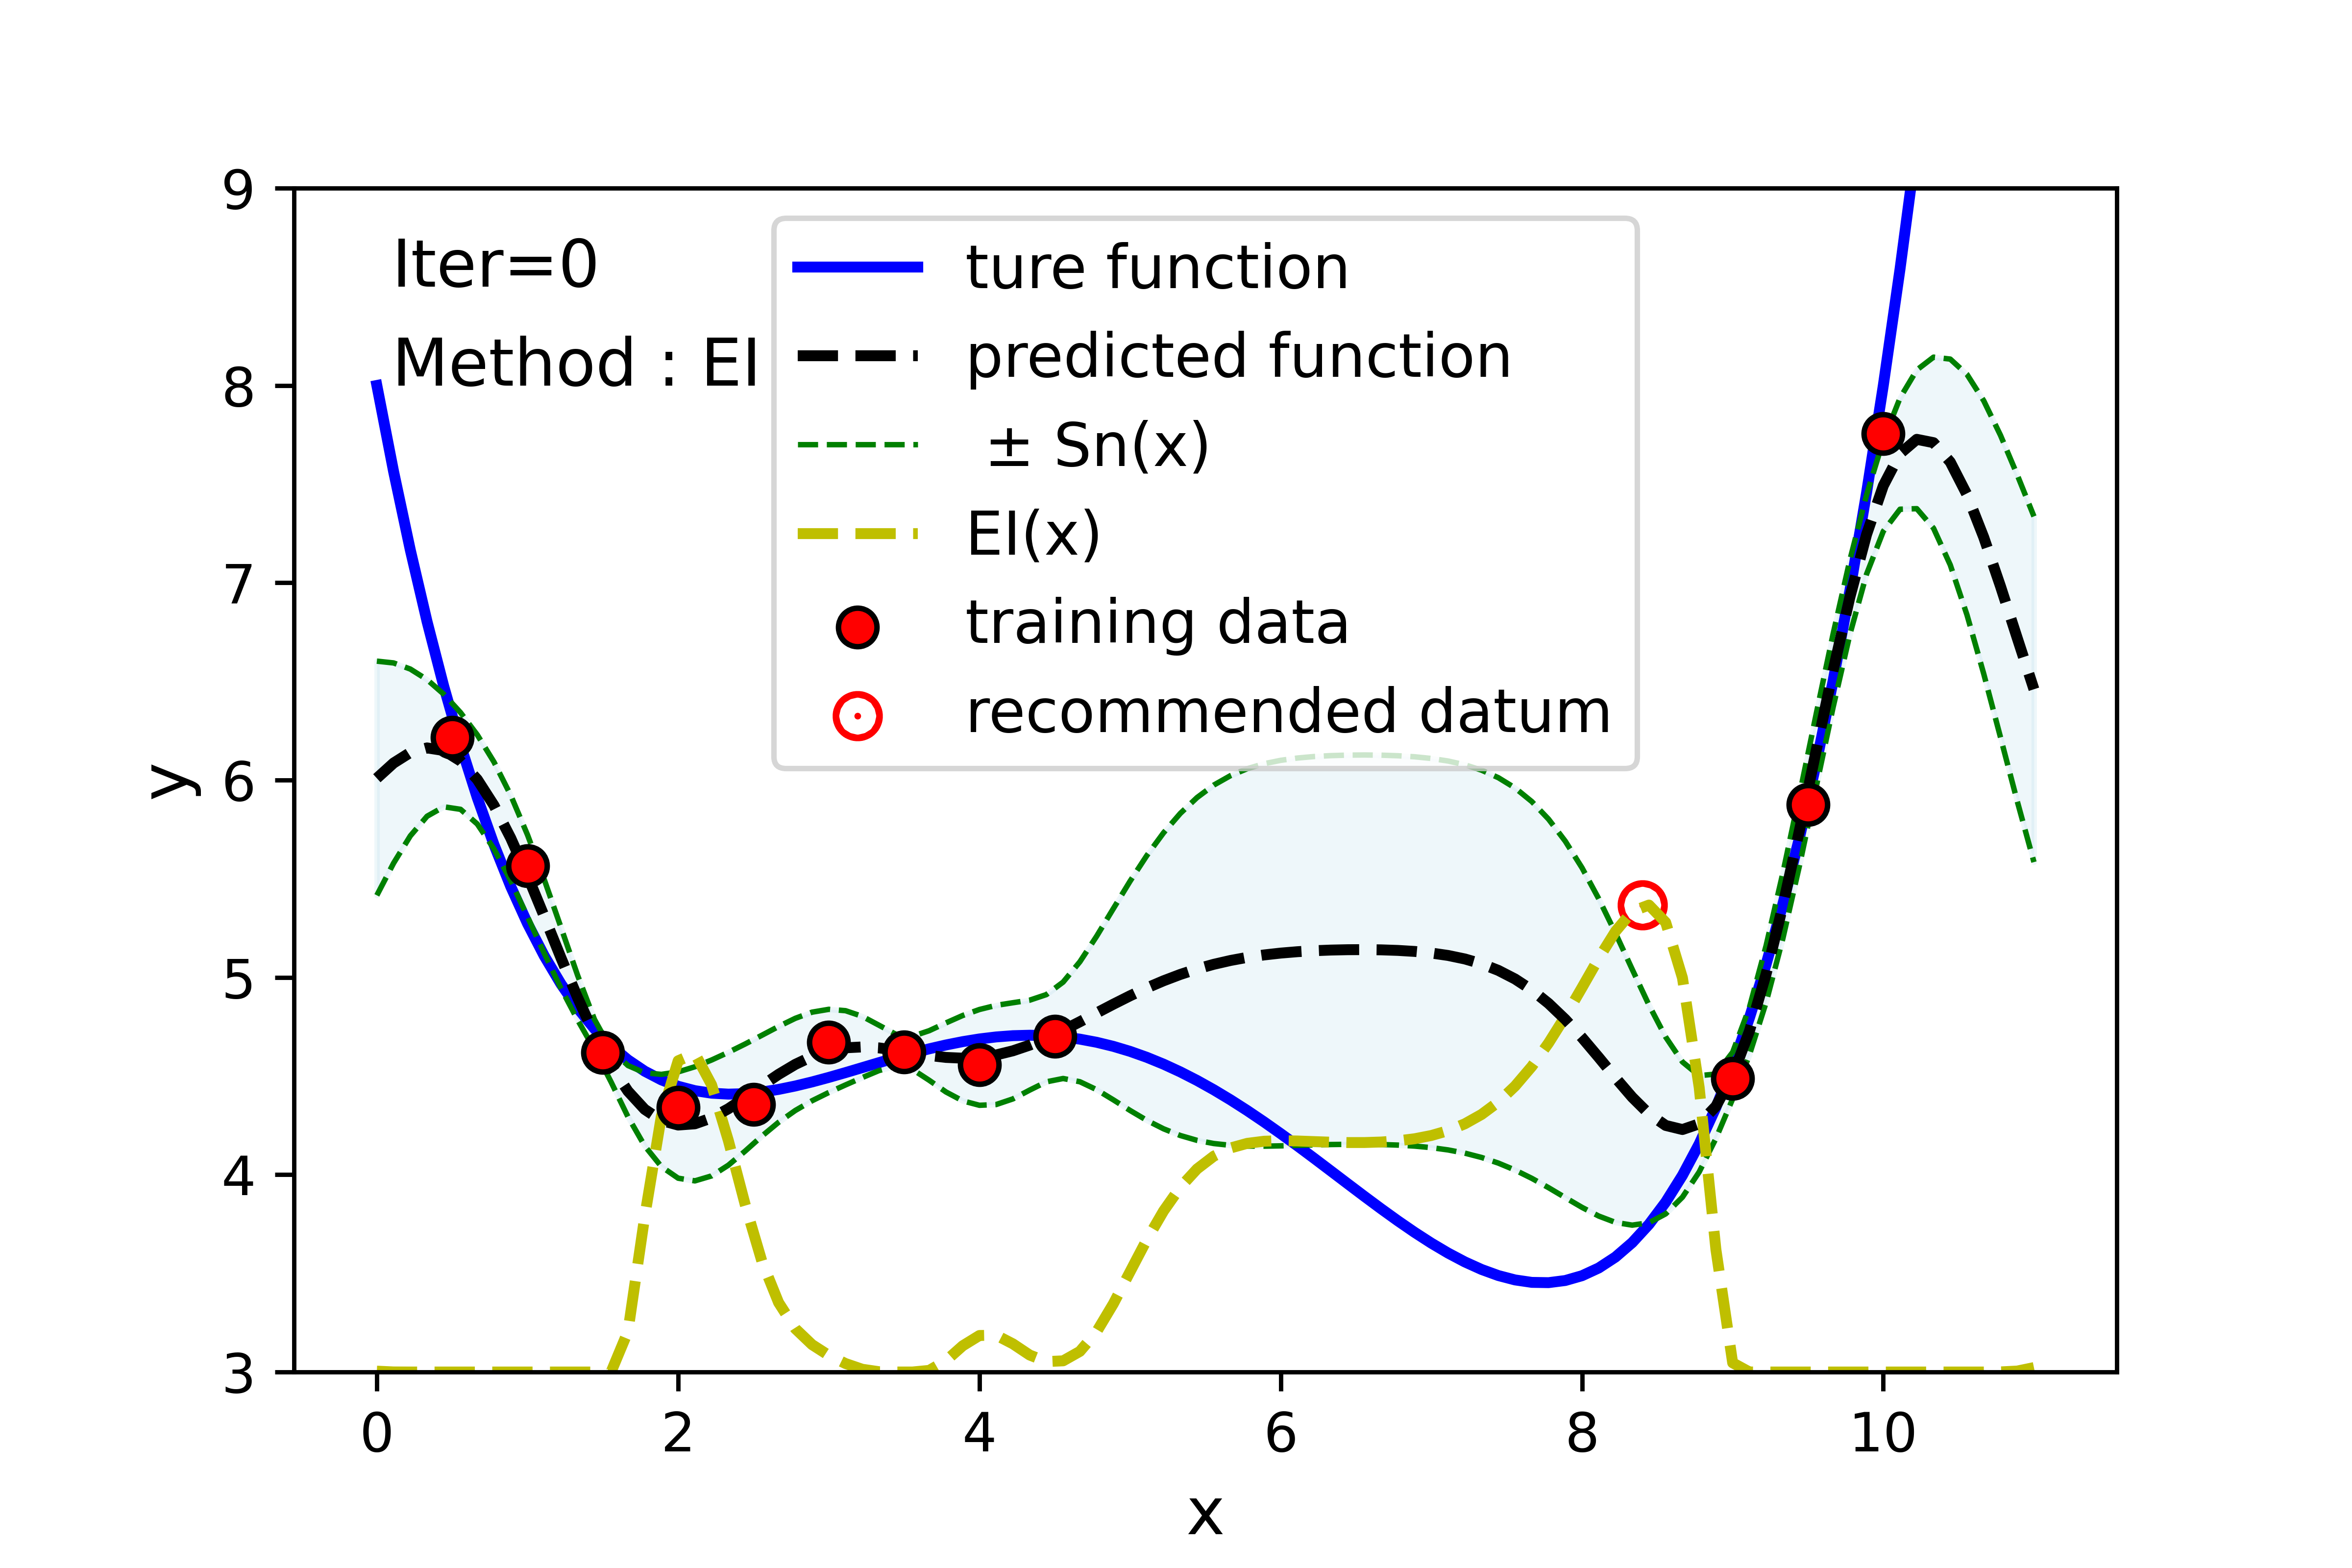 Iter=0
Method : EI
ture function
predicted function
± Sn(x)
EI(x)
training data
recommended datum
y
9
8
7
6
5
4
3
0 2 4 6 8 10
x